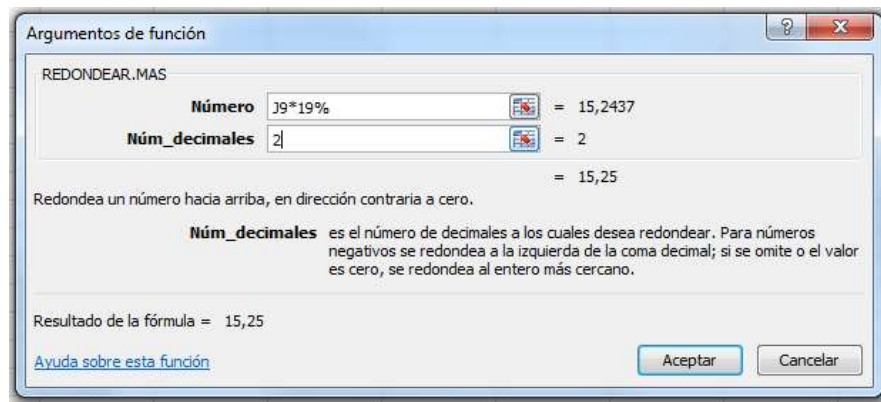 Argumentos de función
REDONDEAR.MAS
Número J9*19% = 15,2437
Núm_decimales 2 = 2
= 15,25
Redondea un número hacia arriba, en dirección contraria a cero.
Núm_decimales es el número de decimales a los cuales desea redondear. Para números
negativos se redondea a la izquierda de la coma decimal; si se omite o el valor
es cero, se redondea al entero más cercano.
Resultado de la fórmula = 15,25
Ayuda sobre esta función Aceptar Cancelar